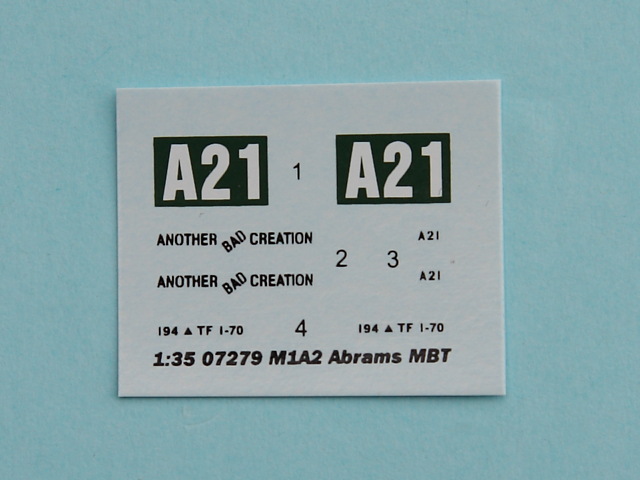 A21 1 A21
ANOTHER BAD CREATION A21
2 3
ANOTHER BAD CREATION A21
194 ▲ TF 1-70 4 194 ▲ TF 1-70
1:35 07279 M1A2 Abrams MBT